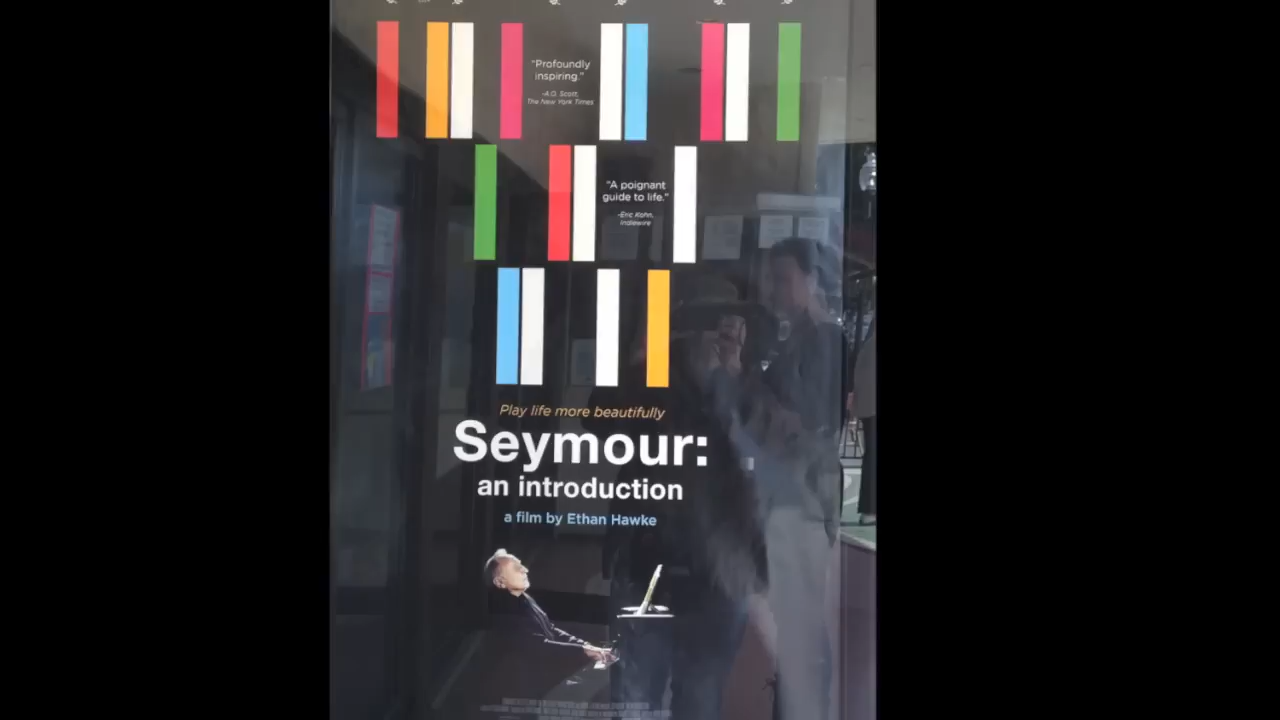 "Profoundly
inspiring."
-A.O. Scott,
The New York Times
"A poignant
guide to life."
-Eric Kohn,
Indiewire
Play life more beautifully
Seymour:
an introduction
a film by Ethan Hawke